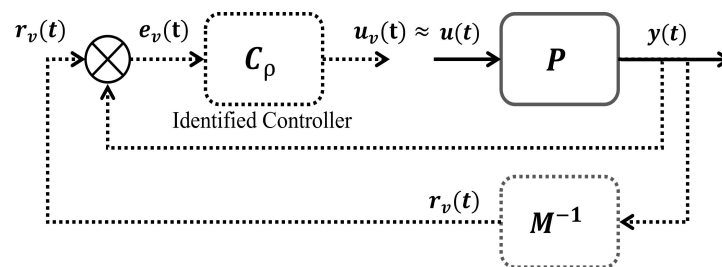 r_v(t) e_v(t) C_ρ u_v(t) ≈ u(t) P y(t)
Identified Controller
r_v(t) M⁻¹